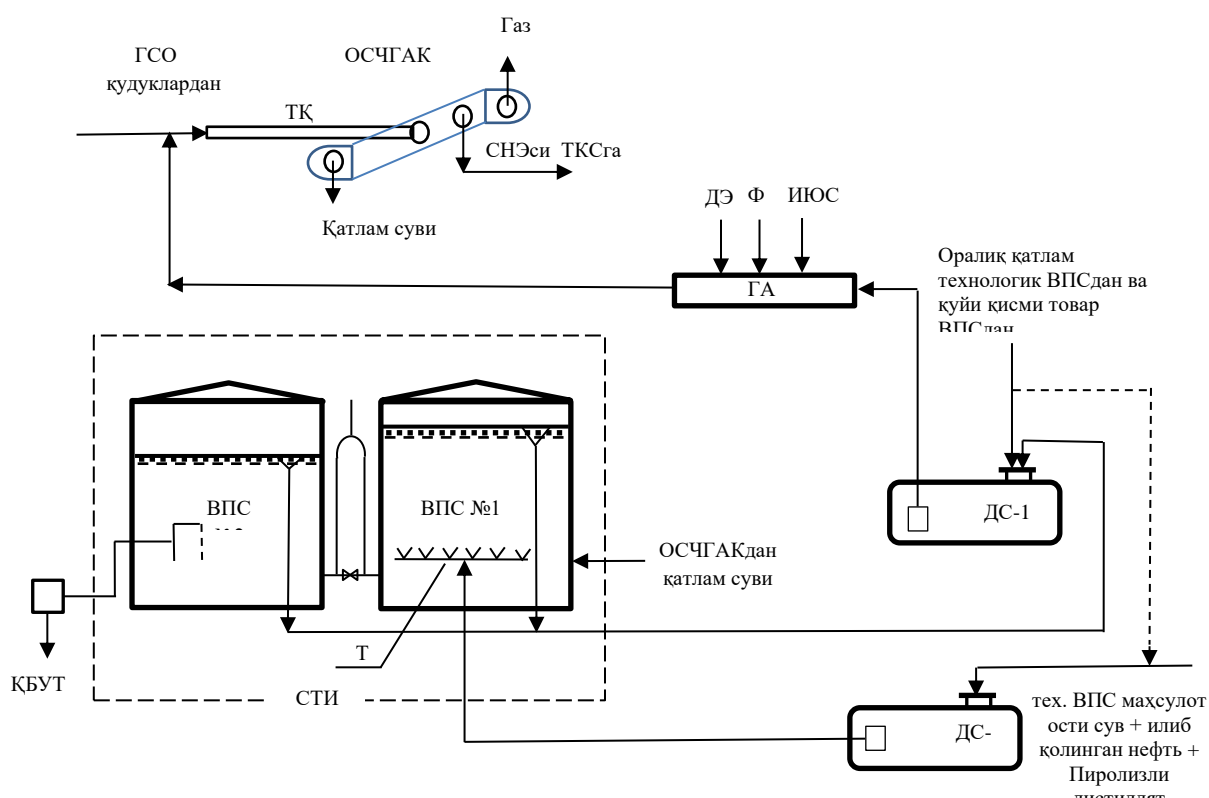 Газ
ГСО
қудуклардан
ОСЧГАК
ТҚ
СНЭси ТКСга
Қатлам суви
ДЭ Ф ИЮС
ГА
Оралиқ қатлам
технологик ВПСдан ва
қуйи қисми товар
ВПСдан
ВПС
ВПС №1
ДС-1
ОСЧГАКдан
қатлам суви
Т
ҚБУТ
СТИ
ДС-
тех. ВПС маҳсулот
ости сув + илиб
қолинган нефть +
Пиролизли